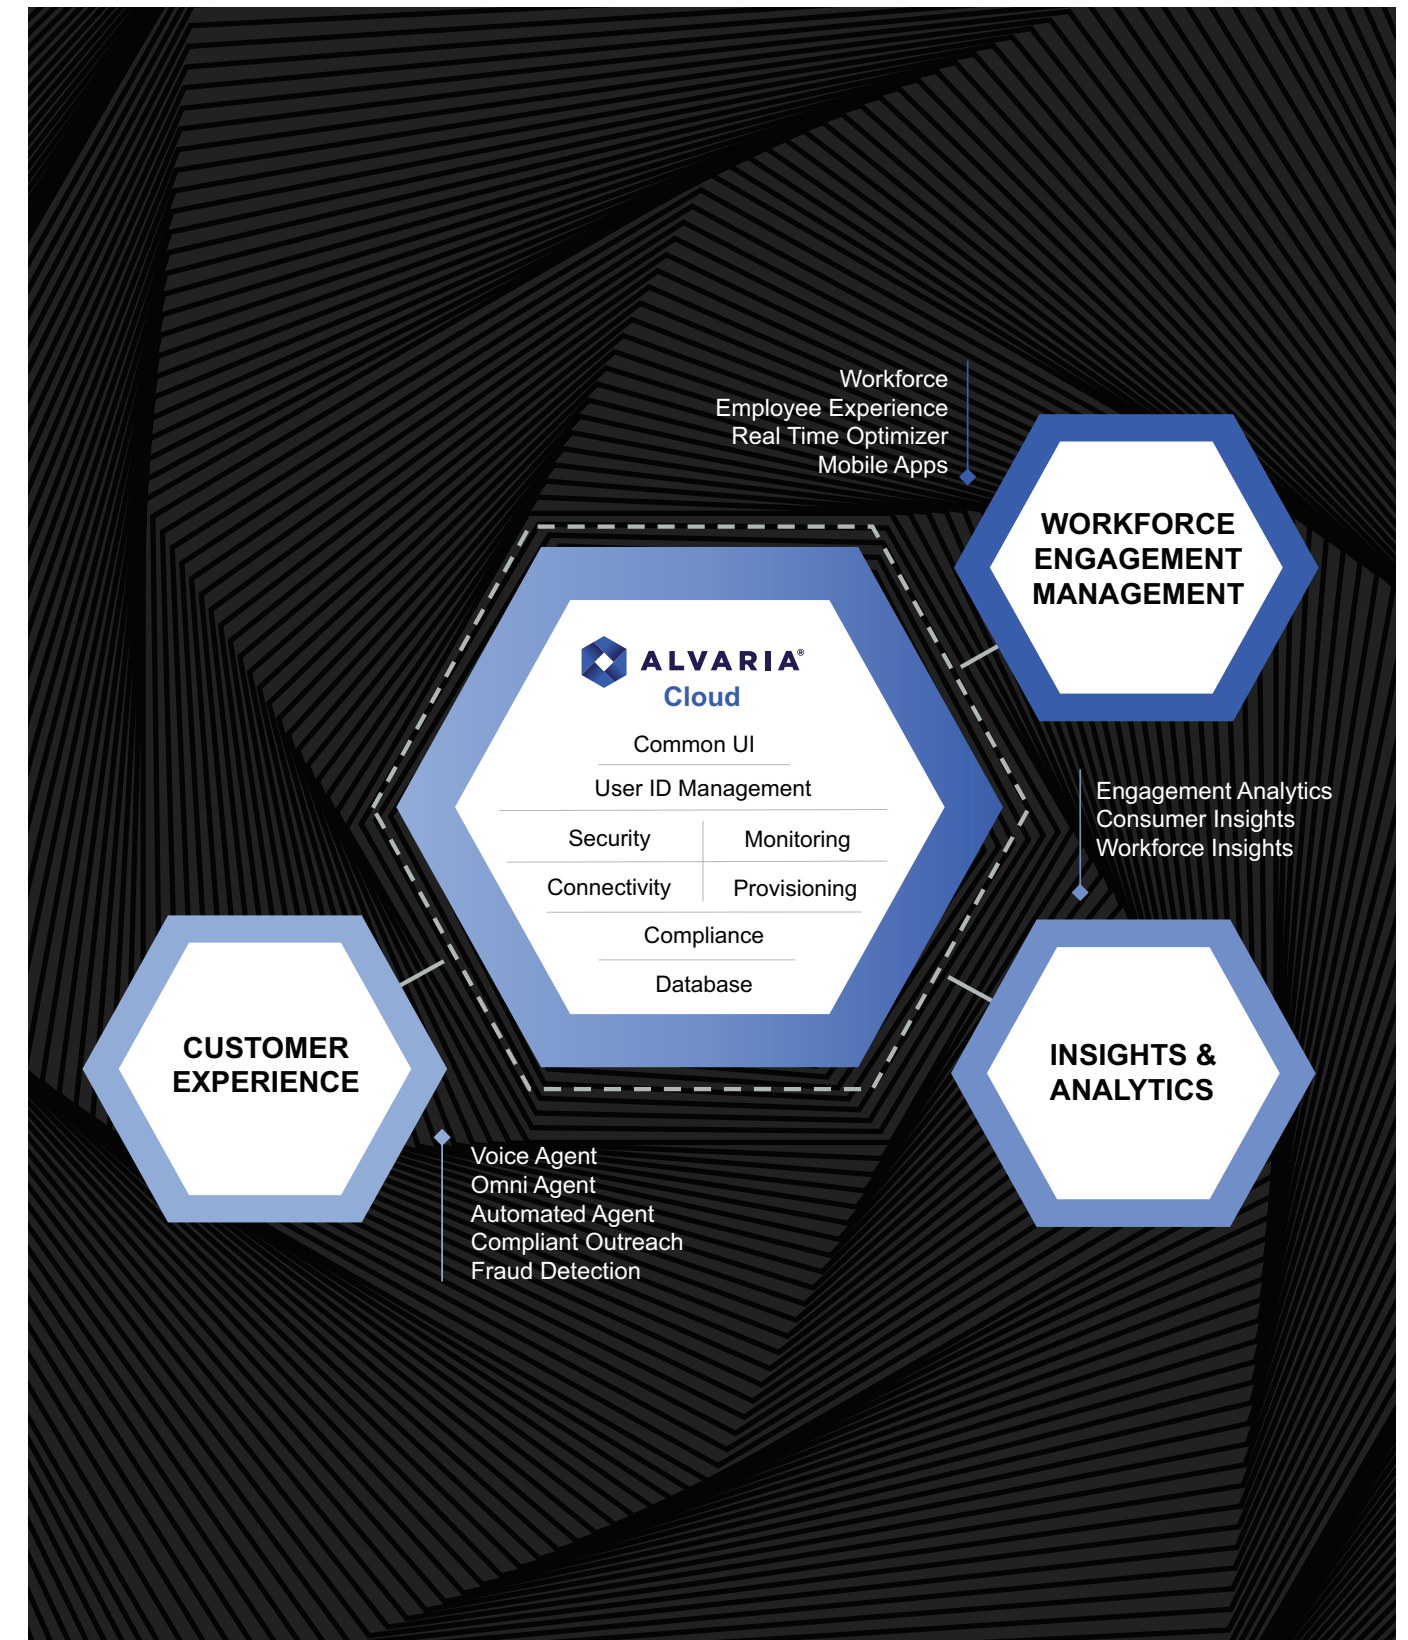 Workforce
Employee Experience
Real Time Optimizer
Mobile Apps
WORKFORCE
ENGAGEMENT
MANAGEMENT
ALVARIA®
Cloud
Common UI
User ID Management
Security
Monitoring
Connectivity
Provisioning
Compliance
Database
Engagement Analytics
Consumer Insights
Workforce Insights
CUSTOMER
EXPERIENCE
INSIGHTS &
ANALYTICS
Voice Agent
Omni Agent
Automated Agent
Compliant Outreach
Fraud Detection